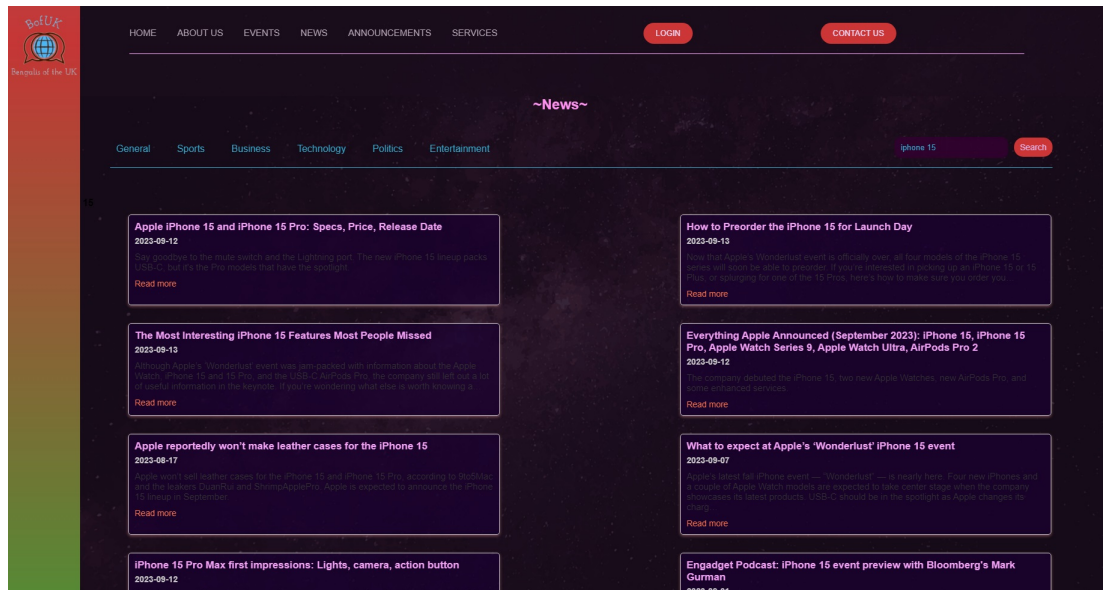 BofUK
Bengalis of the UK
HOME ABOUT US EVENTS NEWS ANNOUNCEMENTS SERVICES LOGIN CONTACT US
~News~
General Sports Business Technology Politics Entertainment iphone 15 Search
Apple iPhone 15 and iPhone 15 Pro: Specs, Price, Release Date
2023-09-12
Say goodbye to the mute switch and the Lightning port. The new iPhone 15 lineup packs
USB-C, but it's the Pro models that have the spotlight.
Read more
How to Preorder the iPhone 15 for Launch Day
2023-09-13
Now that Apple's Wonderlust event is officially over, all four models of the iPhone 15
series will soon be able to preorder. If you're interested in picking up an iPhone 15 or 15
Plus, or splurging for one of the 15 Pros, here's how to make sure you order you…
Read more
The Most Interesting iPhone 15 Features Most People Missed
2023-09-13
Although Apple's 'Wonderlust' event was jam-packed with information about the Apple
Watch, iPhone 15 and 15 Pro, and the USB-C AirPods Pro, the company still left out a lot
of useful information in the keynote. If you're wondering what else is worth knowing a…
Read more
Everything Apple Announced (September 2023): iPhone 15, iPhone 15
Pro, Apple Watch Series 9, Apple Watch Ultra, AirPods Pro 2
2023-09-12
The company debuted the iPhone 15, two new Apple Watches, new AirPods Pro, and
some enhanced services.
Read more
Apple reportedly won't make leather cases for the iPhone 15
2023-08-17
Apple won't sell leather cases for the iPhone 15 and iPhone 15 Pro, according to 9to5Mac
and the leakers DuanRui and ShrimpApplePro. Apple is expected to announce the iPhone
15 lineup in September.
Read more
What to expect at Apple's 'Wonderlust' iPhone 15 event
2023-09-07
Apple's latest fall iPhone event — 'Wonderlust' — is nearly here. Four new iPhones and
a couple of Apple Watch models are expected to take center stage when the company
showcases its latest products. USB-C should be in the spotlight as Apple changes its
charg…
Read more
iPhone 15 Pro Max first impressions: Lights, camera, action button
2023-09-12
Engadget Podcast: iPhone 15 event preview with Bloomberg's Mark
Gurman